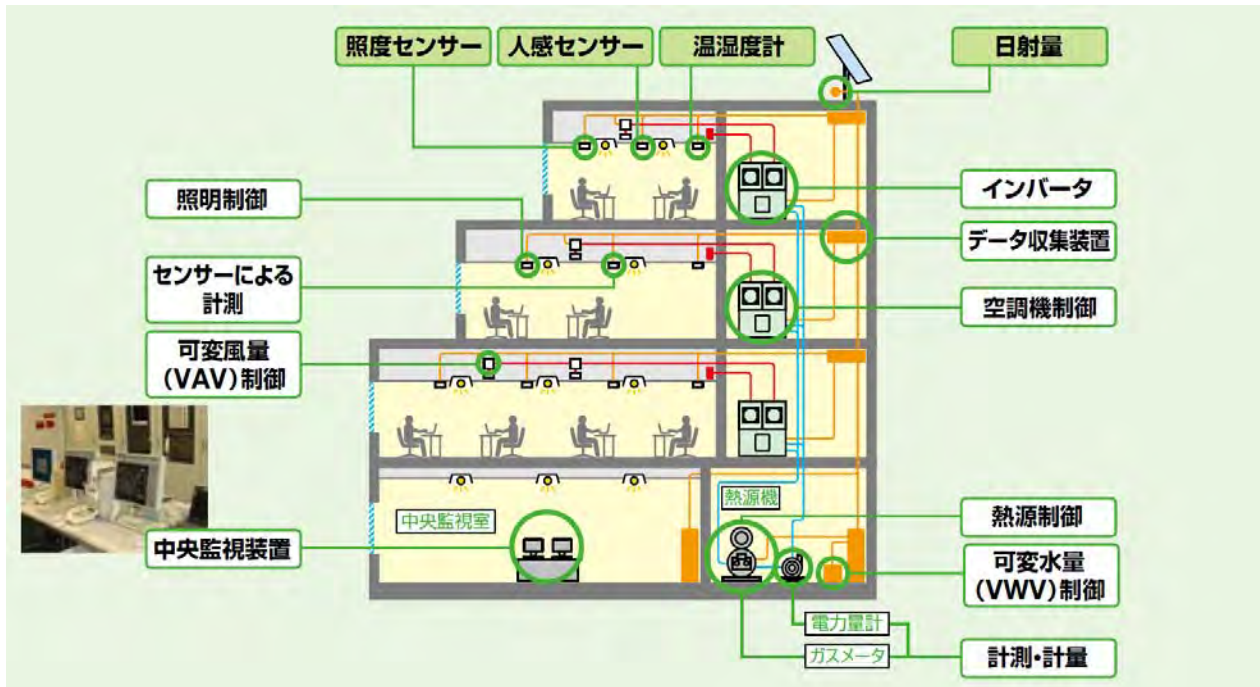 照度センサー
人感センサー
温湿度計
日射量
照明制御
インバータ
データ収集装置
センサーによる
計測
空調機制御
可変風量
(VAV)制御
熱源機
中央監視室
熱源制御
中央監視装置
可変水量
(VWV)制御
電力量計
ガスメータ
計測・計量